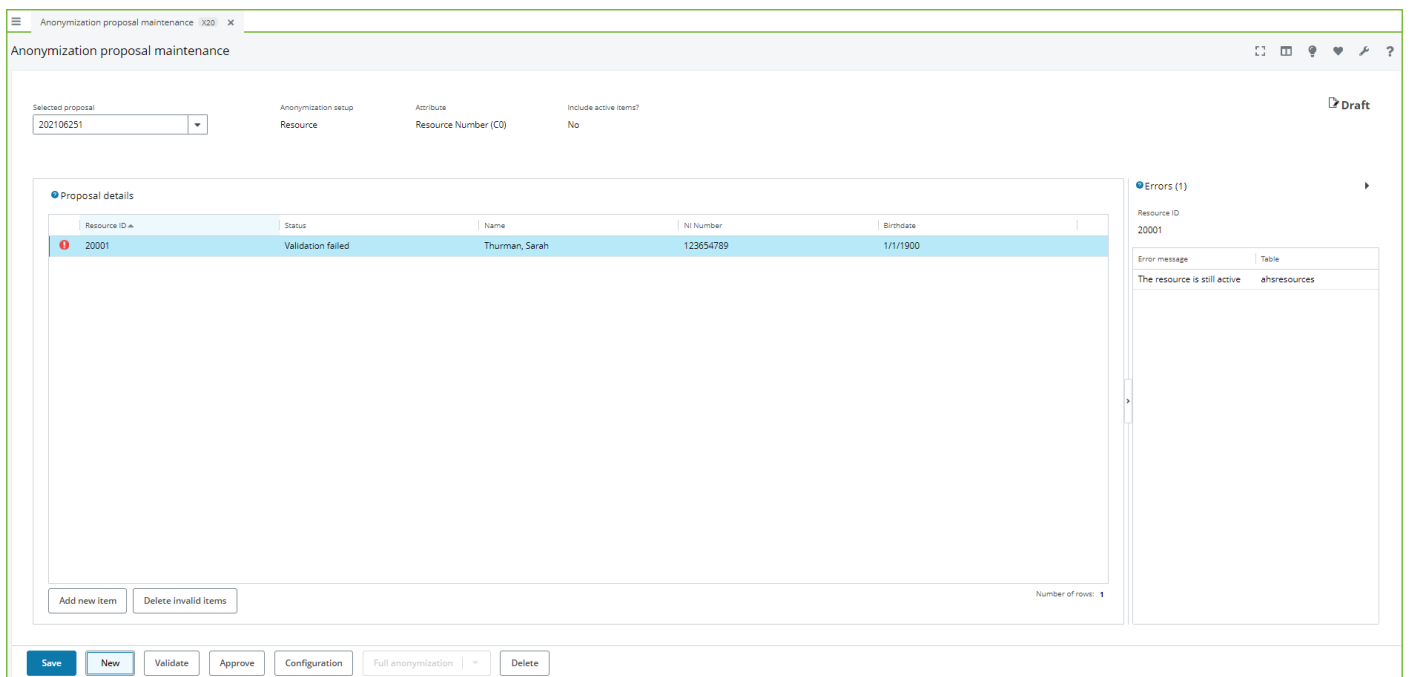 Anonymization proposal maintenance X20
Anonymization proposal maintenance
Selected proposal Anonymization setup Attribute Include active items?
202106251 Resource Resource Number (C0) No
Draft
Proposal details
Resource ID Status Name NI Number Birthdate
20001 Validation failed Thurman, Sarah 123654789 1/1/1900
Add new item Delete invalid items
Number of rows: 1
Errors (1)
Resource ID
20001
Error message Table
The resource is still active ahsresources
Save New Validate Approve Configuration Full anonymization Delete